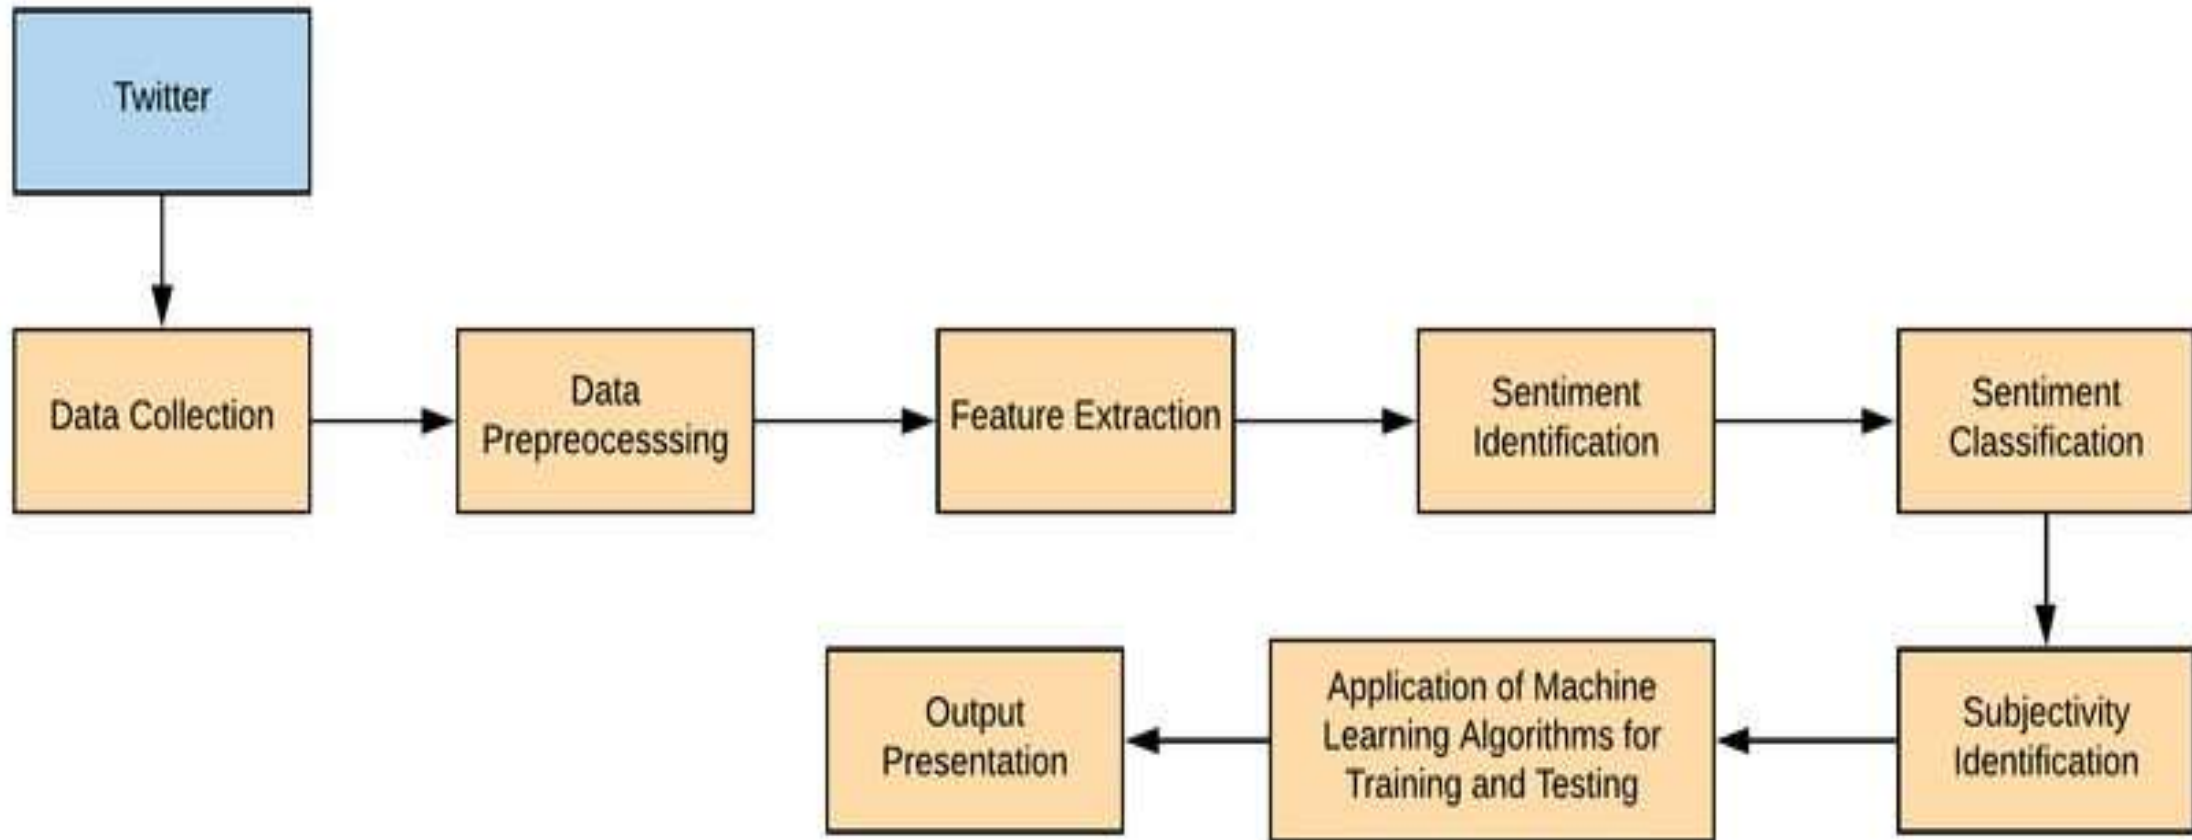 Twitter
Data Collection
Data
Prepreocesssing
Feature Extraction
Sentiment
Identification
Sentiment
Classification
Subjectivity
Identification
Application of Machine
Learning Algorithms for
Training and Testing
Output
Presentation